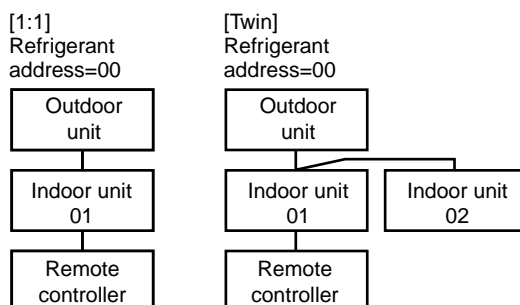 [1:1]
Refrigerant
address=00
Outdoor
unit
Indoor unit
01
Remote
controller
[Twin]
Refrigerant
address=00
Outdoor
unit
Indoor unit
01
Indoor unit
02
Remote
controller